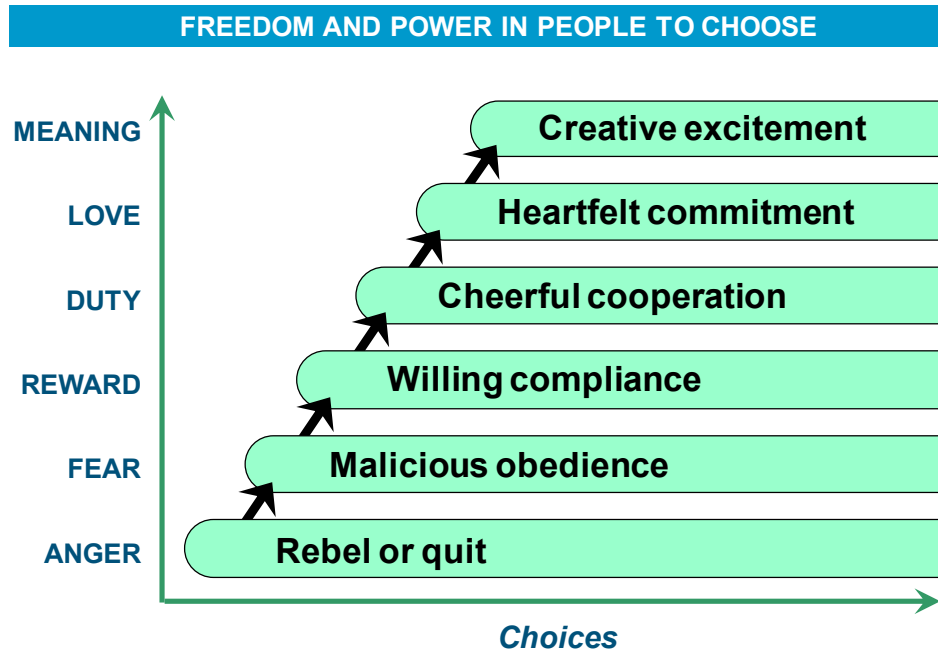 FREEDOM AND POWER IN PEOPLE TO CHOOSE
MEANING
Creative excitement
LOVE
Heartfelt commitment
DUTY
Cheerful cooperation
REWARD
Willing compliance
FEAR
Malicious obedience
ANGER
Rebel or quit
Choices